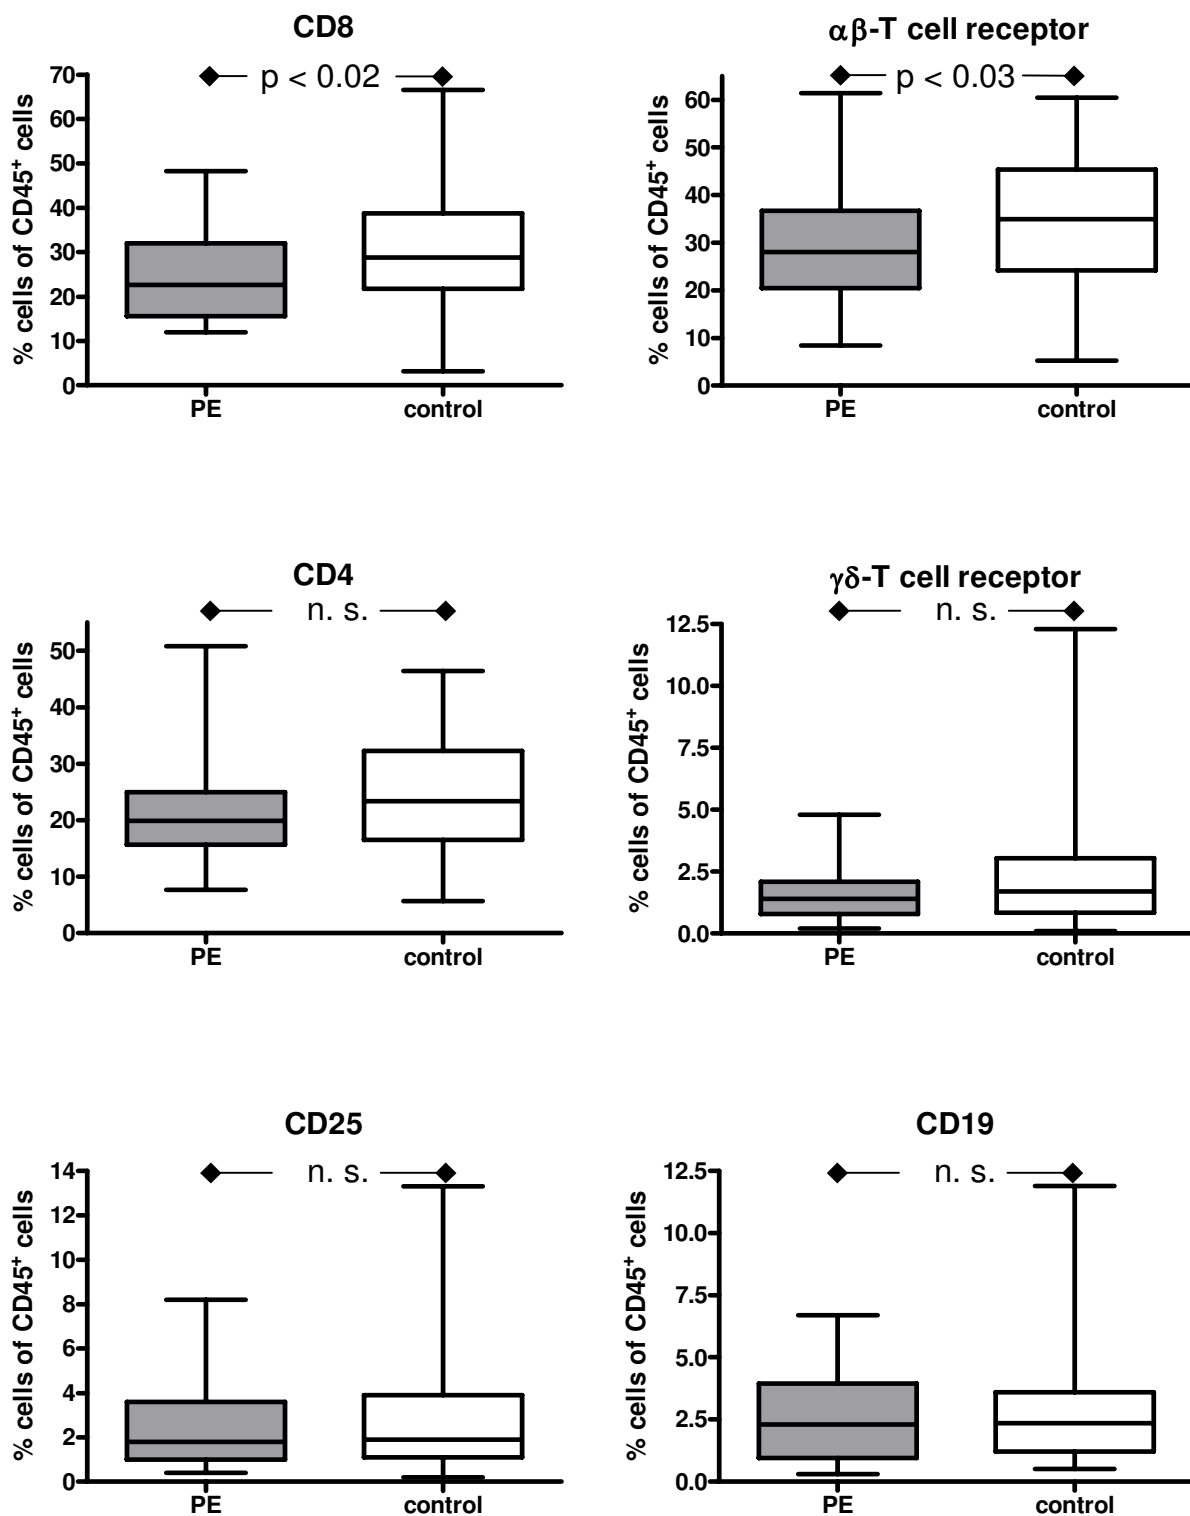 CD8
p < 0.02
% cells of CD45⁺ cells
70
60
50
40
30
20
10
0
PE control
αβ-T cell receptor
p < 0.03
% cells of CD45⁺ cells
60
50
40
30
20
10
0
PE control
CD4
n. s.
% cells of CD45⁺ cells
50
40
30
20
10
0
PE control
γδ-T cell receptor
n. s.
% cells of CD45⁺ cells
12.5
10.0
7.5
5.0
2.5
0.0
PE control
CD25
n. s.
% cells of CD45⁺ cells
14
12
10
8
6
4
2
0
PE control
CD19
n. s.
% cells of CD45⁺ cells
12.5
10.0
7.5
5.0
2.5
0.0
PE control